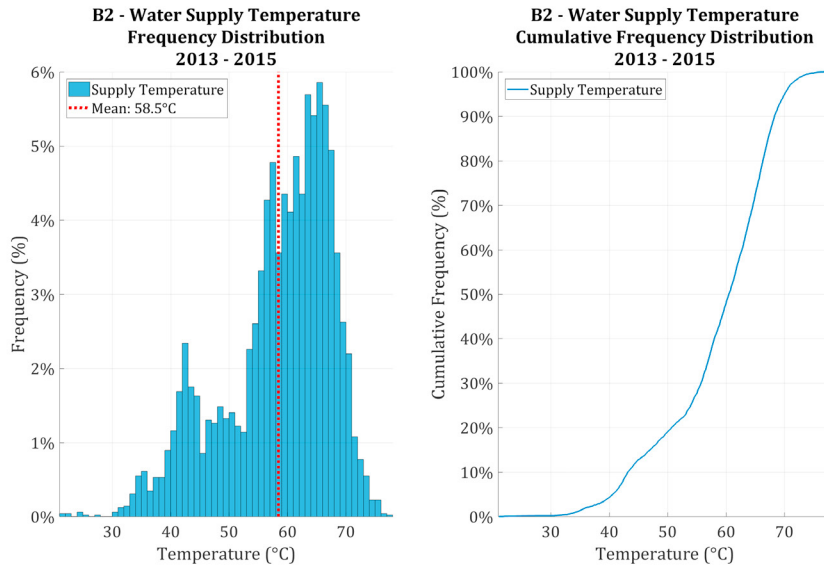 B2 - Water Supply Temperature
Frequency Distribution
2013 - 2015
6%
5%
4%
3%
2%
1%
0%
Frequency (%)
Supply Temperature
Mean: 58.5°C
30 40 50 60 70
Temperature (°C)
B2 - Water Supply Temperature
Cumulative Frequency Distribution
2013 - 2015
100%
90%
80%
70%
60%
50%
40%
30%
20%
10%
0%
Cumulative Frequency (%)
Supply Temperature
30 40 50 60 70
Temperature (°C)